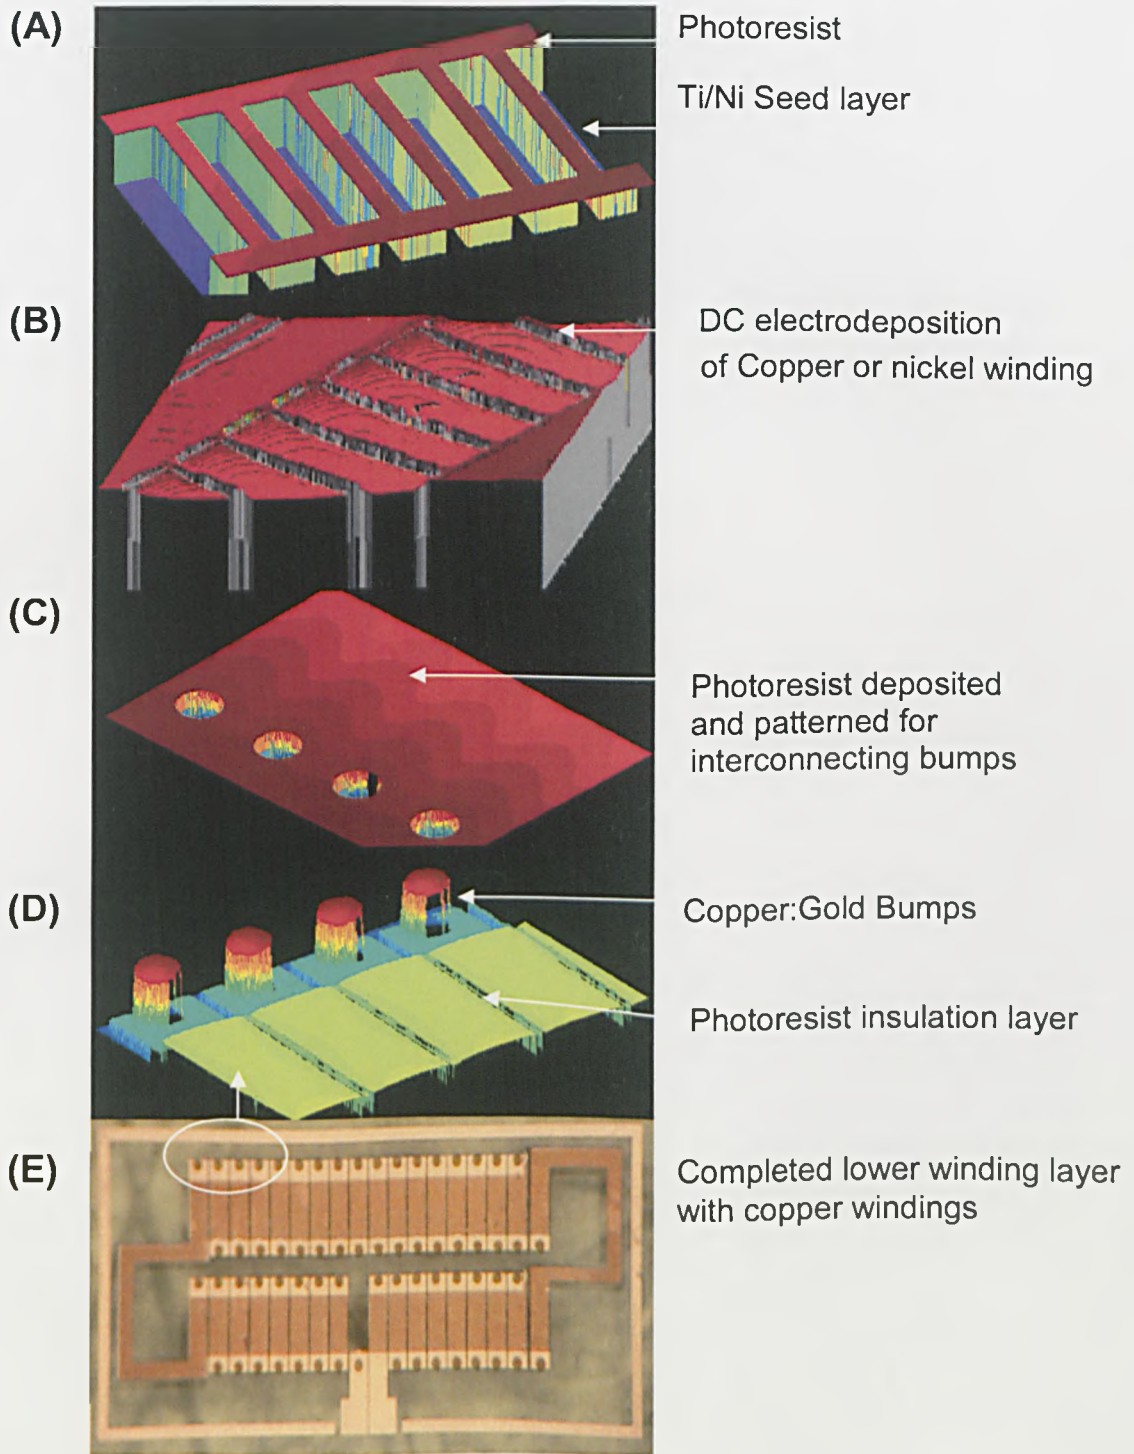 (A)
Photoresist
Ti/Ni Seed layer
(B)
DC electrodeposition
of Copper or nickel winding
(C)
Photoresist deposited
and patterned for
interconnecting bumps
(D)
Copper:Gold Bumps
Photoresist insulation layer
(E)
Completed lower winding layer
with copper windings